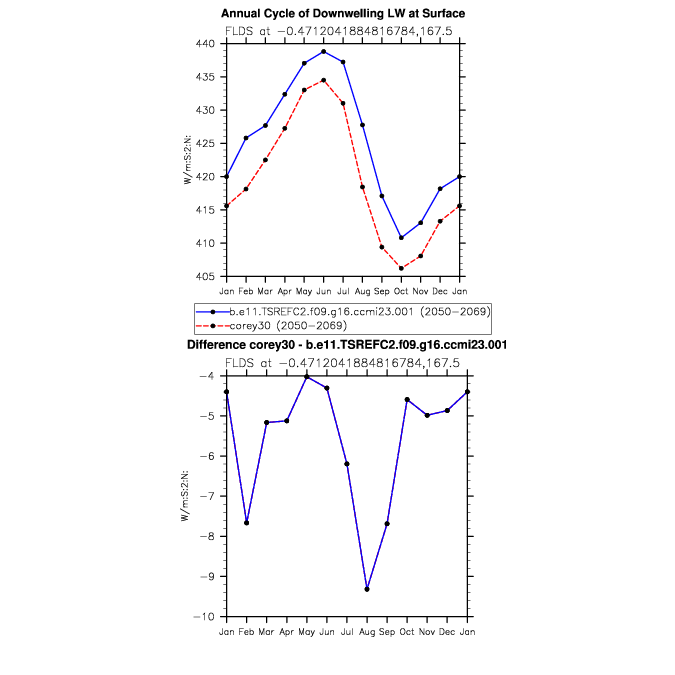 Annual Cycle of Downwelling LW at Surface
FLDS at −0.4712041884816784,167.5
440
435
430
425
420
415
410
405
W/m:S:2:N:
Jan Feb Mar Apr May Jun Jul Aug Sep Oct Nov Dec Jan
b.e11.TSREFC2.f09.g16.ccmi23.001 (2050−2069)
corey30 (2050−2069)
Difference corey30 - b.e11.TSREFC2.f09.g16.ccmi23.001
FLDS at −0.4712041884816784,167.5
−4
−5
−6
−7
−8
−9
−10
W/m:S:2:N:
Jan Feb Mar Apr May Jun Jul Aug Sep Oct Nov Dec Jan